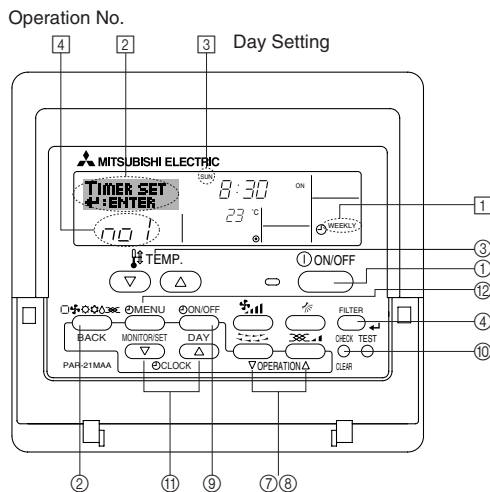 Operation No.
4 2 3 Day Setting
MITSUBISHI ELECTRIC
SUN
TIMER SET 8:30 ON
:ENTER
23 °C
WEEKLY 1
no 1
TEMP. ON/OFF
③
①
⑫
MENU ON/OFF FILTER
④
BACK MONITOR/SET DAY CHECK TEST
⑩
PAR-21MAA CLOCK OPERATION CLEAR
② ⑪ ⑨ ⑦ ⑧